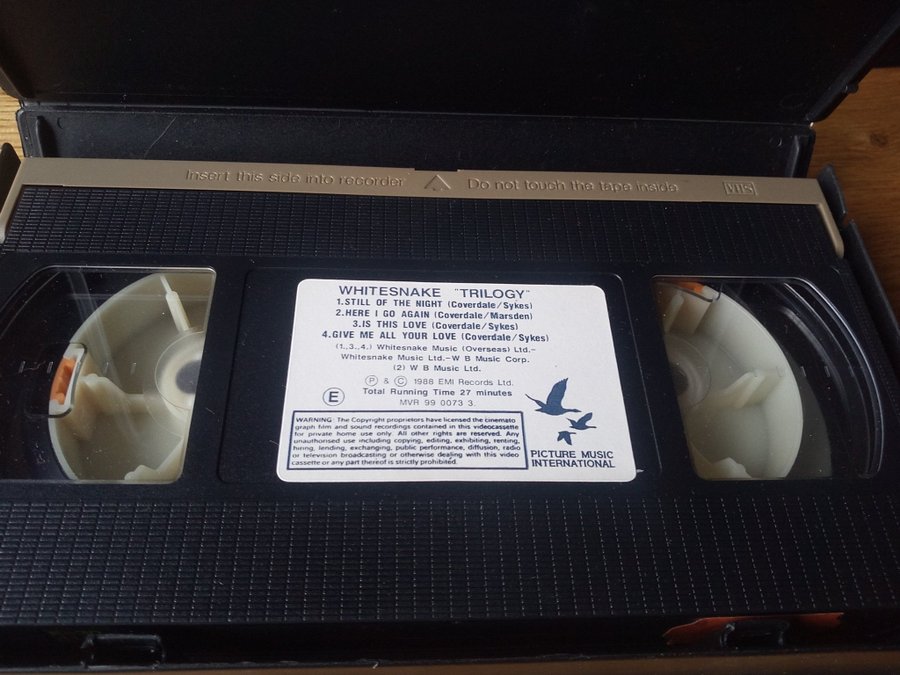 Insert this side into recorder △ Do not touch the tape inside VHS
WHITESNAKE "TRILOGY"
1.STILL OF THE NIGHT (Coverdale/Sykes)
2.HERE I GO AGAIN (Coverdale/Marsden)
3.IS THIS LOVE (Coverdale/Sykes)
4.GIVE ME ALL YOUR LOVE (Coverdale/Sykes)
(1.,3..4.) Whitesnake Music (Overseas) Ltd.-
Whitesnake Music Ltd.-W B Music Corp.
(2) W B Music Ltd.
Ⓟ & © 1988 EMI Records Ltd.
Total Running Time 27 minutes
MVR 99 0073 3.
E
WARNING: The Copyright proprietors have licensed the cinemato
graph film and sound recordings contained in this videocassette
for private home use only. All other rights are reserved. Any
unauthorised use including copying, editing, exhibiting, renting,
hiring, lending, exchanging, public performance, diffusion, radio
or television broadcasting or otherwise dealing with this video
cassette or any part thereof is strictly prohibited.
PICTURE MUSIC
INTERNATIONAL